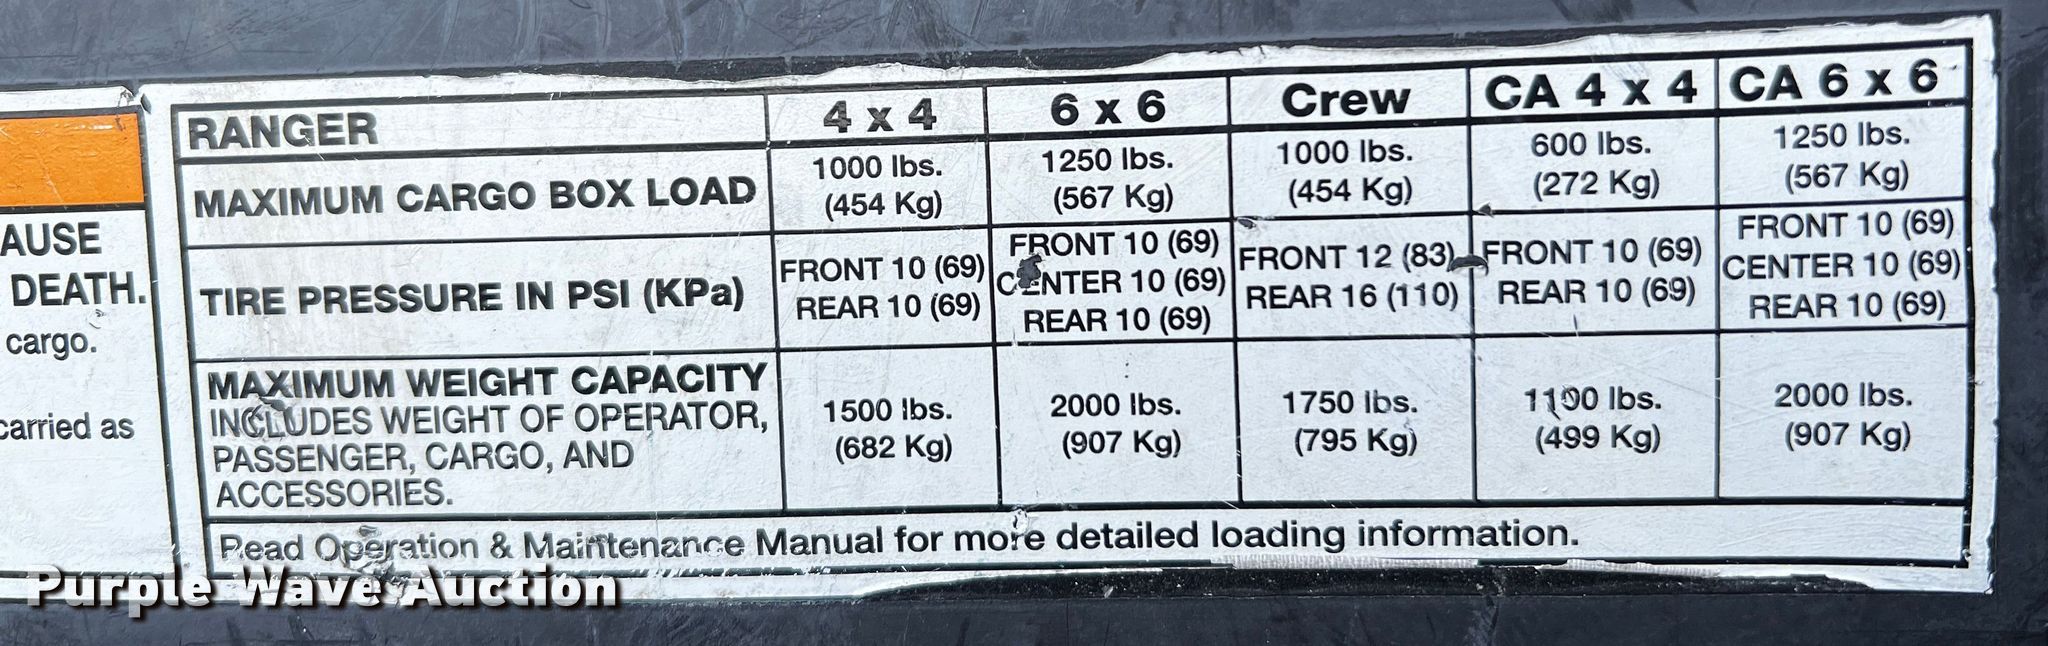 AUSE
DEATH.
cargo.
carried as
RANGER 4 x 4 6 x 6 Crew CA 4 x 4 CA 6 x 6
MAXIMUM CARGO BOX LOAD
1000 lbs.
(454 Kg)
1250 lbs.
(567 Kg)
1000 lbs.
(454 Kg)
600 lbs.
(272 Kg)
1250 lbs.
(567 Kg)
TIRE PRESSURE IN PSI (KPa)
FRONT 10 (69)
REAR 10 (69)
FRONT 10 (69)
CENTER 10 (69)
REAR 10 (69)
FRONT 12 (83)
REAR 16 (110)
FRONT 10 (69)
REAR 10 (69)
FRONT 10 (69)
CENTER 10 (69)
REAR 10 (69)
MAXIMUM WEIGHT CAPACITY
INCLUDES WEIGHT OF OPERATOR,
PASSENGER, CARGO, AND
ACCESSORIES.
1500 lbs.
(682 Kg)
2000 lbs.
(907 Kg)
1750 lbs.
(795 Kg)
1100 lbs.
(499 Kg)
2000 lbs.
(907 Kg)
Read Operation & Maintenance Manual for more detailed loading information.
Purple Wave Auction